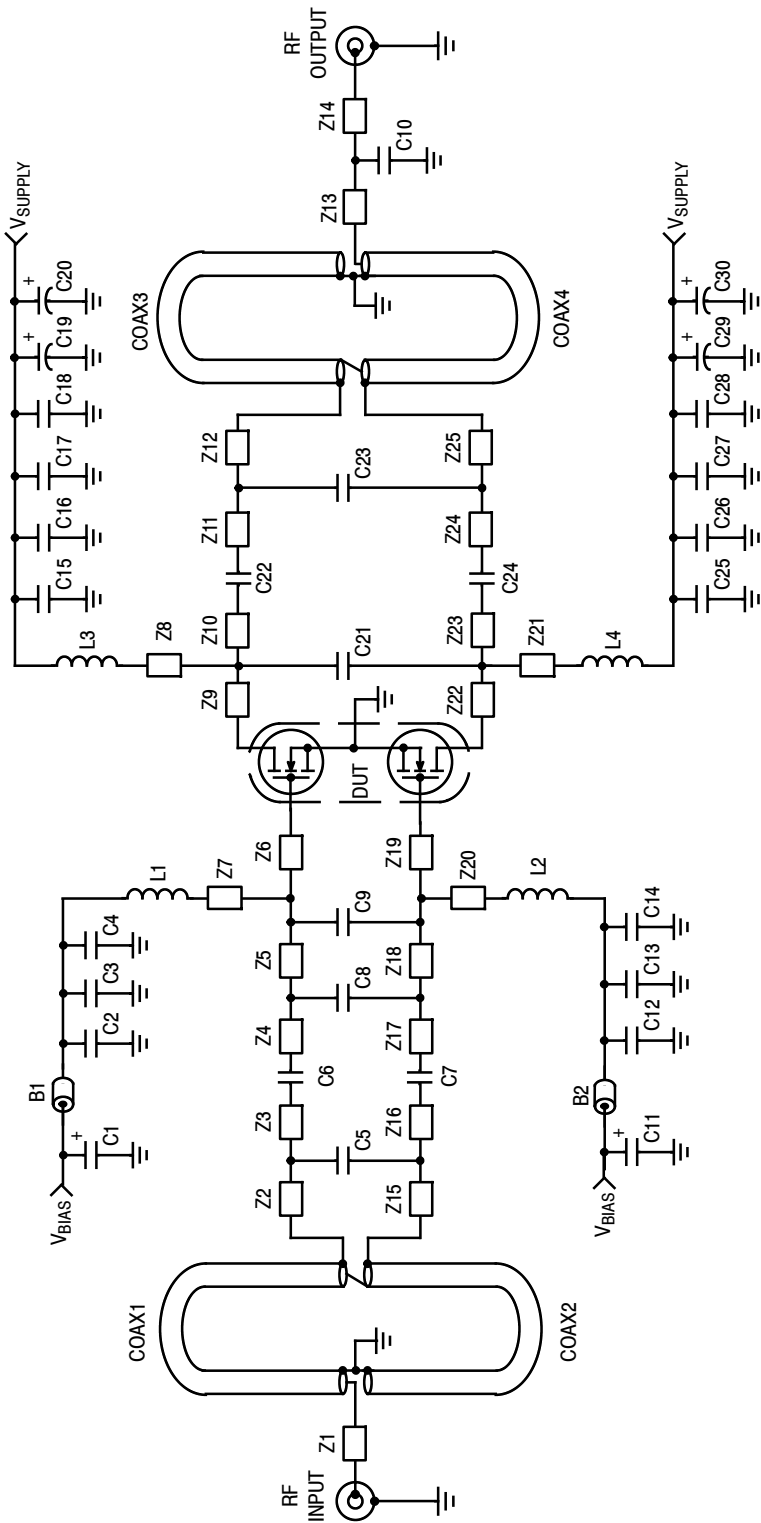 VSUPPLY
C20
+
C19
+
C18
C17
C16
C15
L3
Z8
VBIAS
C1
+
B1
C2
C3
C4
L1
Z7
RF
INPUT
Z1
COAX1
COAX2
Z2
Z3
C6
Z4
Z5
Z6
C5
C8
C9
Z15
Z16
C7
Z17
Z18
Z19
DUT
Z9
Z10
C22
Z11
Z12
C21
C23
Z22
Z23
C24
Z24
Z25
COAX3
COAX4
Z13
C10
Z14
RF
OUTPUT
VBIAS
C11
+
B2
C12
C13
C14
L2
Z20
Z21
L4
C25
C26
C27
C28
C29
+
C30
+
VSUPPLY